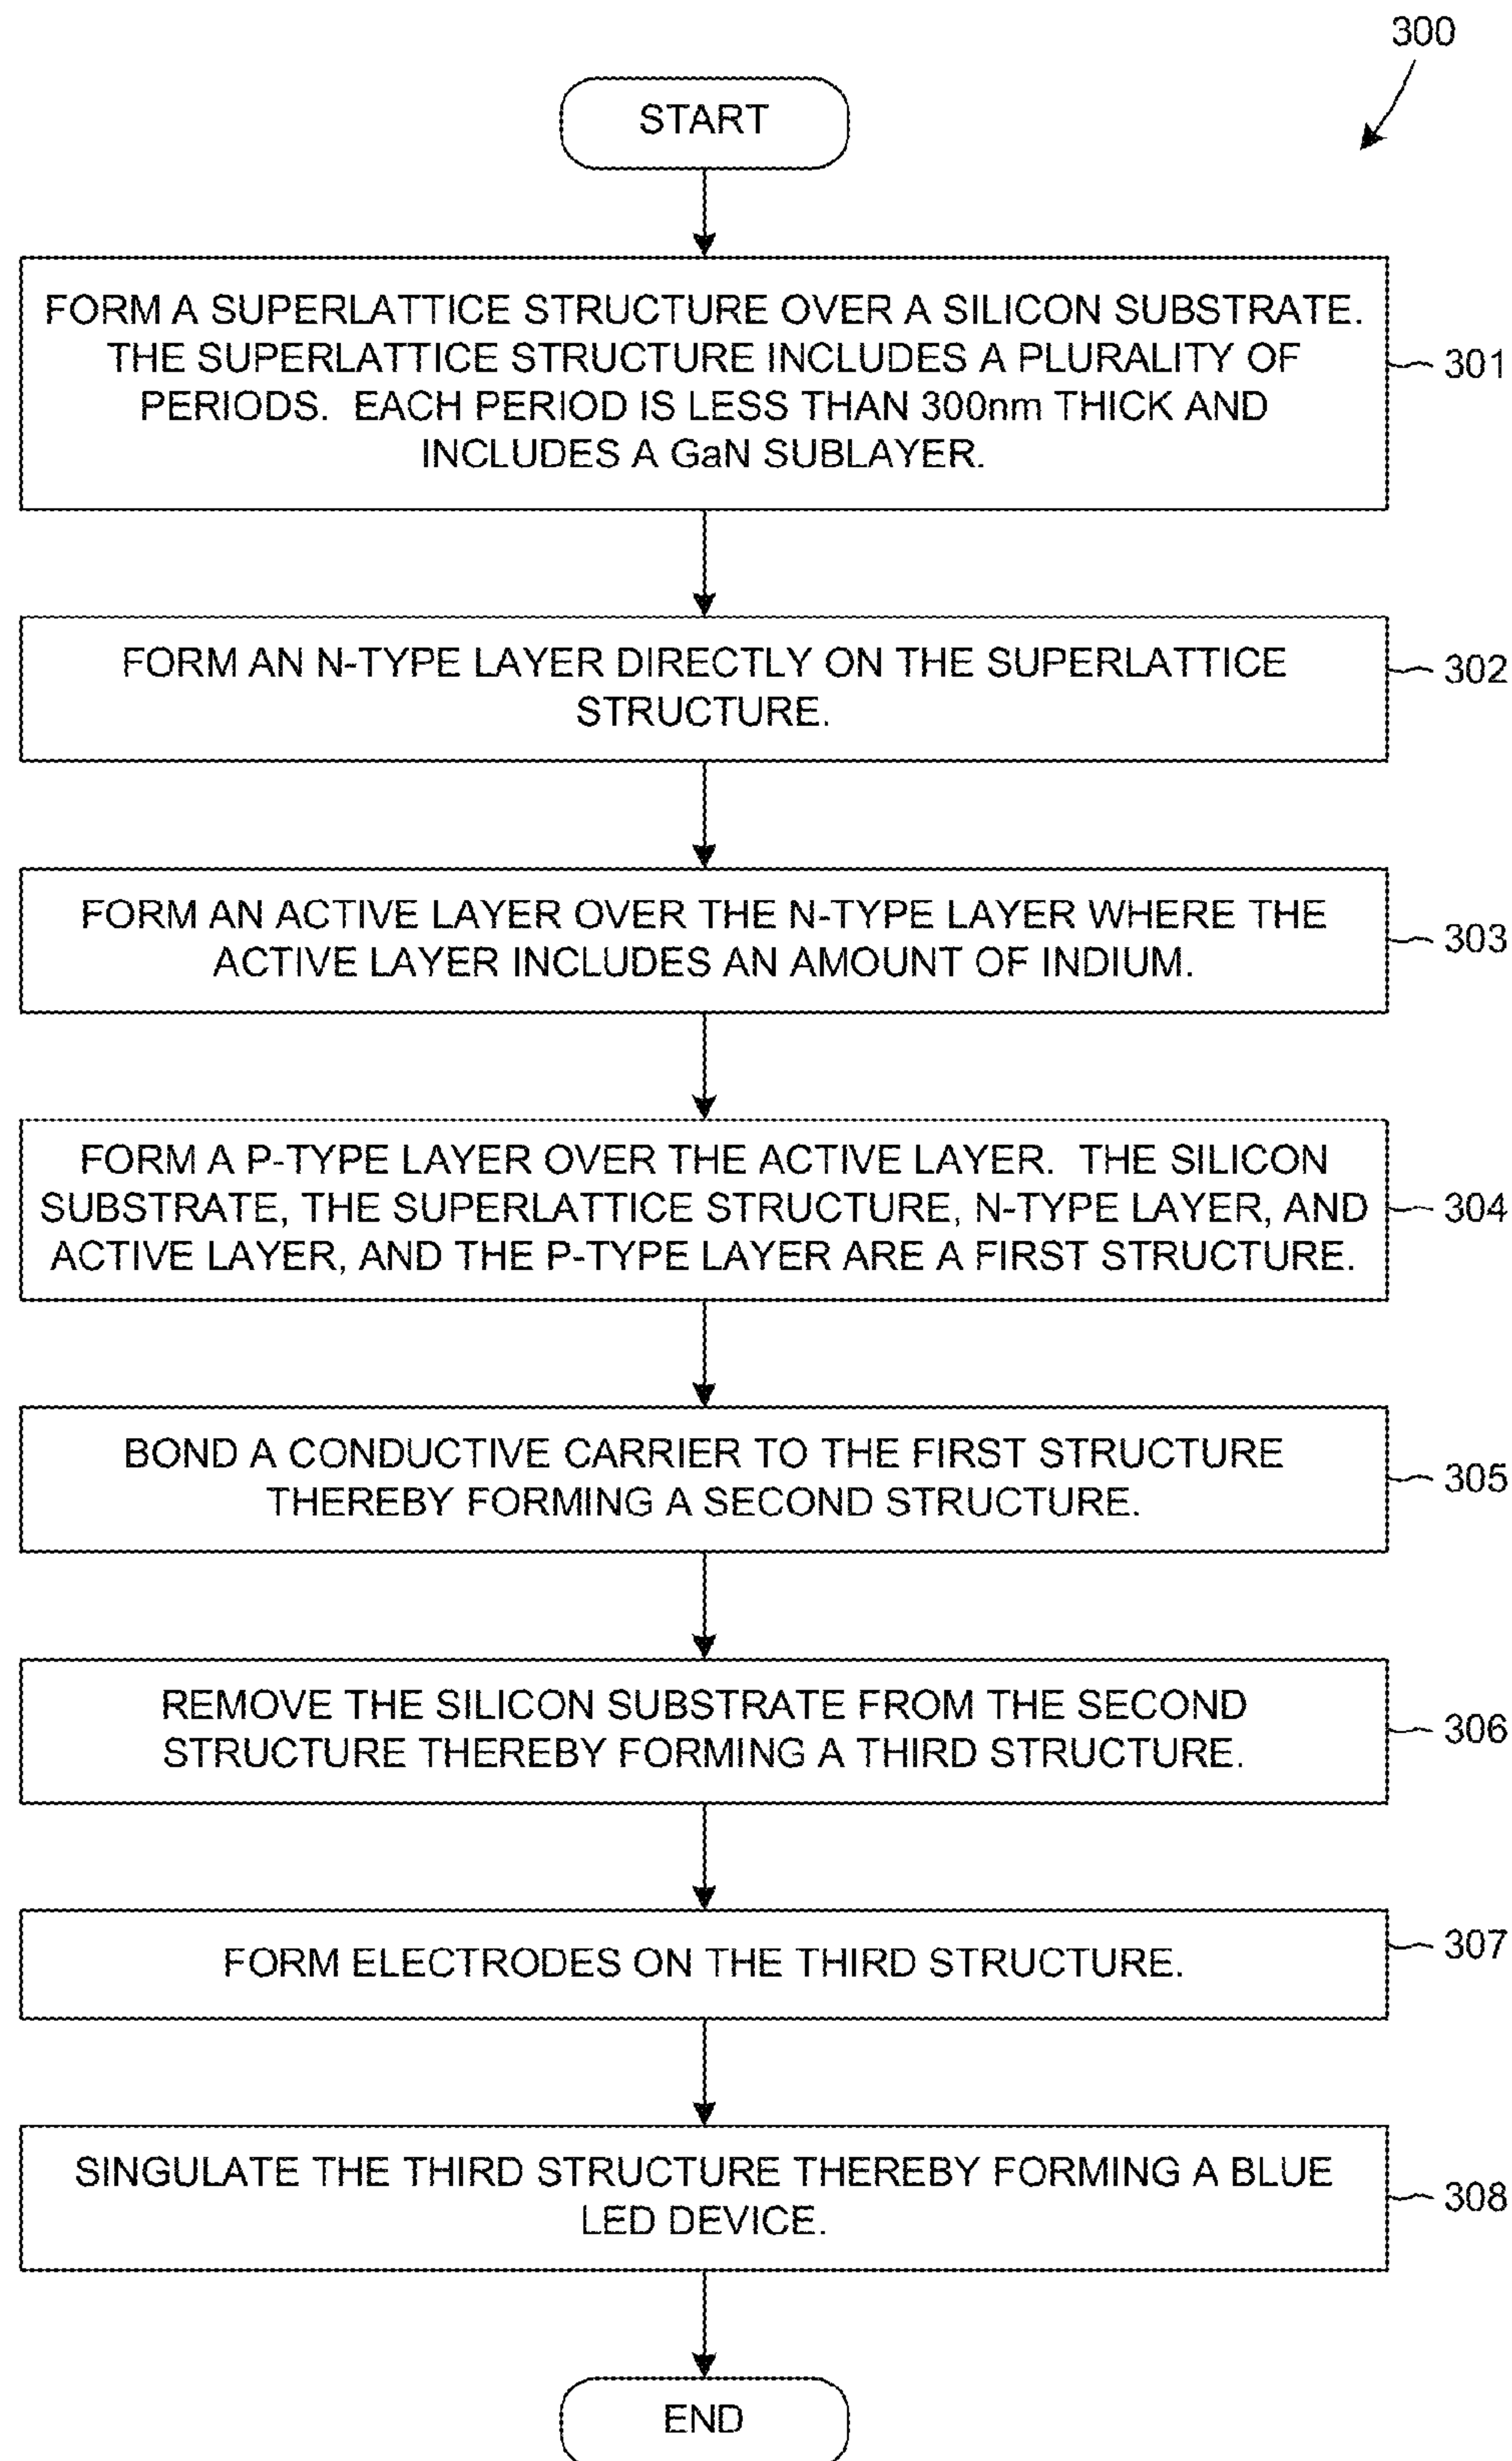 300
START
FORM A SUPERLATTICE STRUCTURE OVER A SILICON SUBSTRATE.
THE SUPERLATTICE STRUCTURE INCLUDES A PLURALITY OF
PERIODS. EACH PERIOD IS LESS THAN 300nm THICK AND
INCLUDES A GaN SUBLAYER.
301
FORM AN N-TYPE LAYER DIRECTLY ON THE SUPERLATTICE
STRUCTURE.
302
FORM AN ACTIVE LAYER OVER THE N-TYPE LAYER WHERE THE
ACTIVE LAYER INCLUDES AN AMOUNT OF INDIUM.
303
FORM A P-TYPE LAYER OVER THE ACTIVE LAYER. THE SILICON
SUBSTRATE, THE SUPERLATTICE STRUCTURE, N-TYPE LAYER, AND
ACTIVE LAYER, AND THE P-TYPE LAYER ARE A FIRST STRUCTURE.
304
BOND A CONDUCTIVE CARRIER TO THE FIRST STRUCTURE
THEREBY FORMING A SECOND STRUCTURE.
305
REMOVE THE SILICON SUBSTRATE FROM THE SECOND
STRUCTURE THEREBY FORMING A THIRD STRUCTURE.
306
FORM ELECTRODES ON THE THIRD STRUCTURE.
307
SINGULATE THE THIRD STRUCTURE THEREBY FORMING A BLUE
LED DEVICE.
308
END